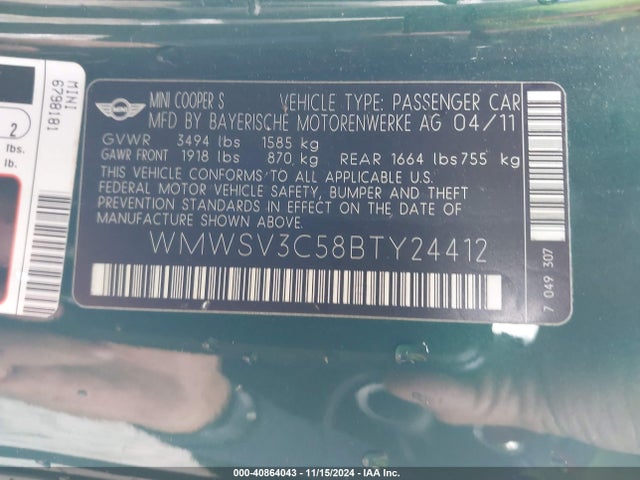 MINI
6798181
2
lbs.
lb.
MINI
MINI COOPER S VEHICLE TYPE: PASSENGER CAR
MFD BY BAYERISCHE MOTORENWERKE AG 04/11
GVWR 3494 lbs 1585 kg
GAWR FRONT 1918 lbs 870 kg REAR 1664 lbs 755 kg
THIS VEHICLE CONFORMS TO ALL APPLICABLE U.S.
FEDERAL MOTOR VEHICLE SAFETY, BUMPER AND THEFT
PREVENTION STANDARDS IN EFFECT ON THE DATE OF
MANUFACTURE SHOWN ABOVE:
WMWSV3C58BTY24412
7 049 307
000-40864043 - 11/15/2024 - IAA Inc.